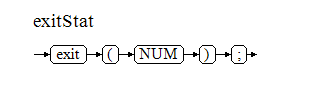 exitStat
exit ( NUM ) ;